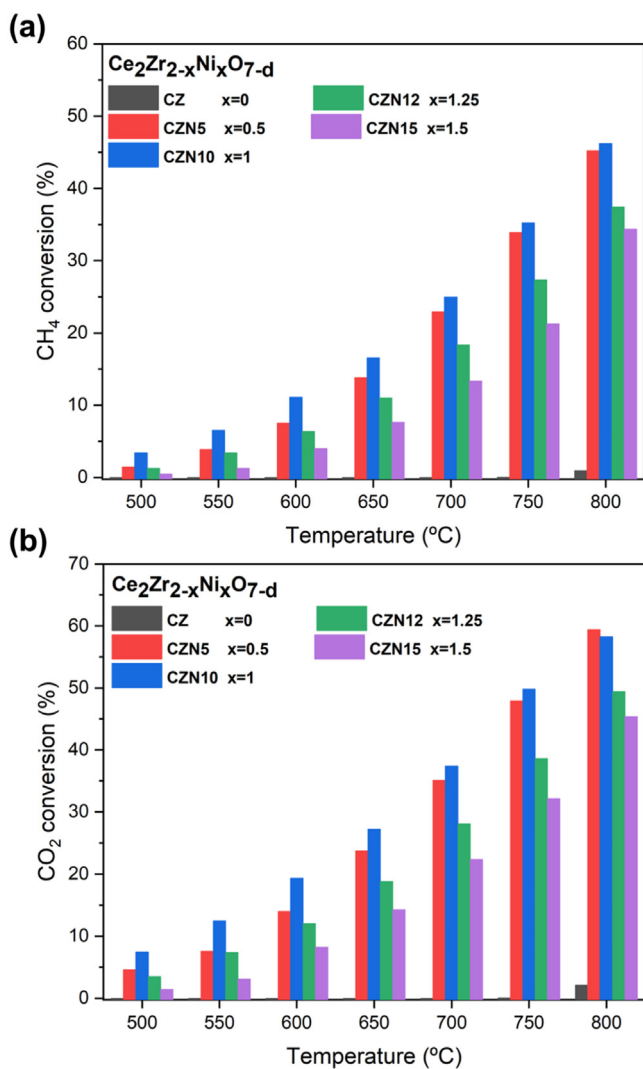 (a)
Ce2Zr2-xNixO7-d
CZ x=0
CZN5 x=0.5
CZN10 x=1
CZN12 x=1.25
CZN15 x=1.5
CH4 conversion (%)
60
50
40
30
20
10
0
500 550 600 650 700 750 800
Temperature (ºC)
(b)
Ce2Zr2-xNixO7-d
CZ x=0
CZN5 x=0.5
CZN10 x=1
CZN12 x=1.25
CZN15 x=1.5
CO2 conversion (%)
70
60
50
40
30
20
10
0
500 550 600 650 700 750 800
Temperature (ºC)